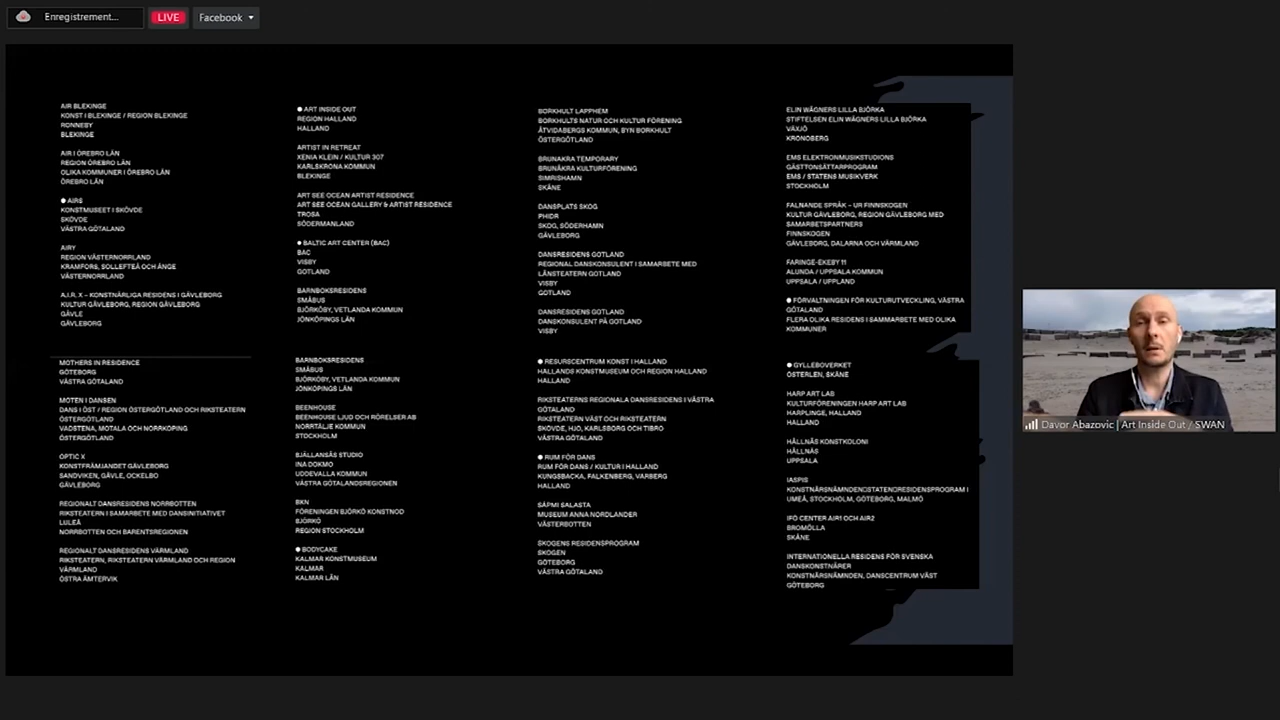 Enregistrement...
LIVE
Facebook
AIR BLEKINGE
KONST I BLEKINGE / REGION BLEKINGE
RONNEBY
BLEKINGE
AIR I ÖREBRO LÄN
REGION ÖREBRO LÄN
OLIKA KOMMUNER I ÖREBRO LÄN
ÖREBRO LÄN
AIRS
KONSTMUSEET I SKÖVDE
SKÖVDE
VÄSTRA GÖTALAND
AIRY
REGION VÄSTERNORRLAND
KRAMFORS, SOLLEFTEÅ OCH ÅNGE
VÄSTERNORRLAND
A.I.R. X – KONSTNÄRLIGA RESIDENS I GÄVLEBORG
KULTUR GÄVLEBORG, REGION GÄVLEBORG
GÄVLE
GÄVLEBORG
MOTHERS IN RESIDENCE
GÖTEBORG
VÄSTRA GÖTALAND
MÖTEN I DANSEN
DANS I ÖST / REGION ÖSTERGÖTLAND OCH RIKSTEATERN
ÖSTERGÖTLAND
VADSTENA, MOTALA OCH NORRKÖPING
ÖSTERGÖTLAND
OPTIC X
KONSTFRÄMJANDET GÄVLEBORG
SANDVIKEN, GÄVLE, OCKELBO
GÄVLEBORG
REGIONALT DANSRESIDENS NORRBOTTEN
RIKSTEATERN I SAMARBETE MED DANSINITIATIVET
LULEÅ
NORRBOTTEN OCH BARENTSREGIONEN
REGIONALT DANSRESIDENS VÄRMLAND
RIKSTEATERN, RIKSTEATERN VÄRMLAND OCH REGION
VÄRMLAND
ÖSTRA ÄMTERVIK
ART INSIDE OUT
REGION HALLAND
HALLAND
ARTIST IN RETREAT
XENIA KLEIN / KULTUR 307
KARLSKRONA KOMMUN
BLEKINGE
ART SEE OCEAN ARTIST RESIDENCE
ART SEE OCEAN GALLERY & ARTIST RESIDENCE
TROSA
SÖDERMANLAND
BALTIC ART CENTER (BAC)
BAC
VISBY
GOTLAND
BARNBOKSRESIDENS
SMÅBUS
BJÖRKÖBY, VETLANDA KOMMUN
JÖNKÖPINGS LÄN
BARNBOKSRESIDENS
SMÅBUS
BJÖRKÖBY, VETLANDA KOMMUN
JÖNKÖPINGS LÄN
BEENHOUSE
BEENHOUSE LJUD OCH RÖRELSER AB
NORRTÄLJE KOMMUN
STOCKHOLM
BJÄLLANSÅS STUDIO
INA DOKMO
UDDEVALLA KOMMUN
VÄSTRA GÖTALANDSREGIONEN
BKN
FÖRENINGEN BJÖRKÖ KONSTNOD
BJÖRKÖ
REGION STOCKHOLM
BODYCAKE
KALMAR KONSTMUSEUM
KALMAR
KALMAR LÄN
BORKHULT LAPPHEM
BORKHULTS NATUR OCH KULTUR FÖRENING
ÅTVIDABERGS KOMMUN, BYN BORKHULT
ÖSTERGÖTLAND
BRUNAKRA TEMPORARY
BRUNÅKRA KULTURFÖRENING
SIMRISHAMN
SKÅNE
DANSPLATS SKOG
PHIDR
SKOG, SÖDERHAMN
GÄVLEBORG
DANSRESIDENS GOTLAND
REGIONAL DANSKONSULENT I SAMARBETE MED
LÄNSTEATERN GOTLAND
VISBY
GOTLAND
DANSRESIDENS GOTLAND
DANSKONSULENT PÅ GOTLAND
VISBY
RESURSCENTRUM KONST I HALLAND
HALLANDS KONSTMUSEUM OCH REGION HALLAND
HALLAND
RIKSTEATERNS REGIONALA DANSRESIDENS I VÄSTRA
GÖTALAND
RIKSTEATERN VÄST OCH RIKSTEATERN
SKÖVDE, HJO, KARLSBORG OCH TIBRO
VÄSTRA GÖTALAND
RUM FÖR DANS
RUM FÖR DANS / KULTUR I HALLAND
KUNGSBACKA, FALKENBERG, VARBERG
HALLAND
SÁPMI SALASTA
MUSEUM ANNA NORDLANDER
VÄSTERBOTTEN
SKOGENS RESIDENSPROGRAM
SKOGEN
GÖTEBORG
VÄSTRA GÖTALAND
ELIN WÄGNERS LILLA BJÖRKA
STIFTELSEN ELIN WÄGNERS LILLA BJÖRKA
VÄXJÖ
KRONOBERG
EMS ELEKTRONMUSIKSTUDIONS
GÄSTTONSÄTTARPROGRAM
EMS / STATENS MUSIKVERK
STOCKHOLM
FALNANDE SPRÅK – UR FINNSKOGEN
KULTUR GÄVLEBORG, REGION GÄVLEBORG MED
SAMARBETSPARTNERS
FINNSKOGEN
GÄVLEBORG, DALARNA OCH VÄRMLAND
FARINGE-EKEBY 11
ALUNDA / UPPSALA KOMMUN
UPPSALA / UPPLAND
FÖRVALTNINGEN FÖR KULTURUTVECKLING, VÄSTRA
GÖTALAND
FLERA OLIKA RESIDENS I SAMMARBETE MED OLIKA
KOMMUNER
GYLLEBOVERKET
ÖSTERLEN, SKÅNE
HARP ART LAB
KULTURFÖRENINGEN HARP ART LAB
HARPLINGE, HALLAND
HALLAND
HÅLLNÄS KONSTKOLONI
HÅLLNÄS
UPPSALA
IASPIS
UMEÅ, STOCKHOLM, GÖTEBORG, MALMÖ
IFÖ CENTER AIR1 OCH AIR2
BROMÖLLA
SKÅNE
INTERNATIONELLA RESIDENS FÖR SVENSKA
DANSKONSTNÄRER
KONSTNÄRSNÄMNDEN, DANSCENTRUM VÄST
GÖTEBORG
Davor Abazovic | Art Inside Out / SWAN